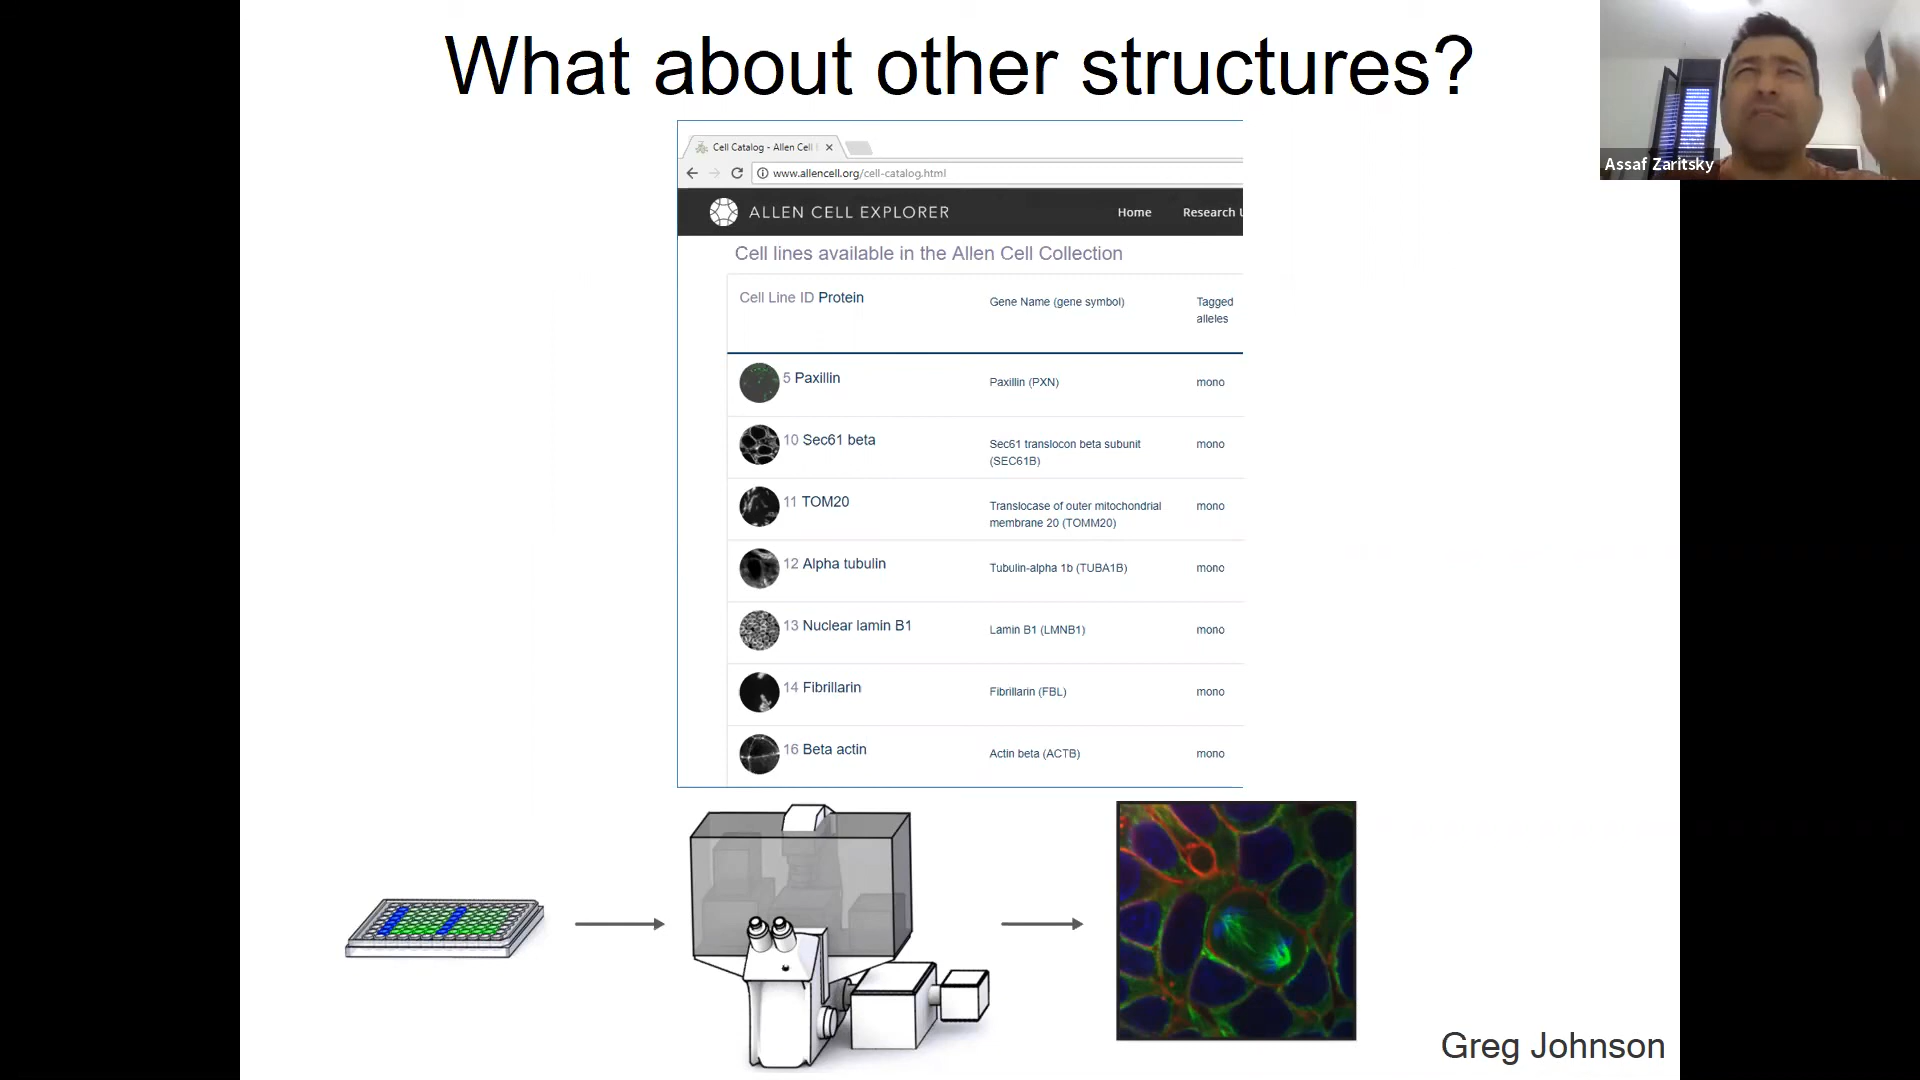 What about other structures?
Assaf Zaritsky
Cell Catalog - Allen Cell
www.allencell.org/cell-catalog.html
ALLEN CELL EXPLORER
Home Research
Cell lines available in the Allen Cell Collection
Cell Line ID Protein Gene Name (gene symbol) Tagged
alleles
5 Paxillin Paxillin (PXN) mono
10 Sec61 beta Sec61 translocon beta subunit mono
(SEC61B)
11 TOM20 Translocase of outer mitochondrial mono
membrane 20 (TOMM20)
12 Alpha tubulin Tubulin-alpha 1b (TUBA1B) mono
13 Nuclear lamin B1 Lamin B1 (LMNB1) mono
14 Fibrillarin Fibrillarin (FBL) mono
16 Beta actin Actin beta (ACTB) mono
Greg Johnson